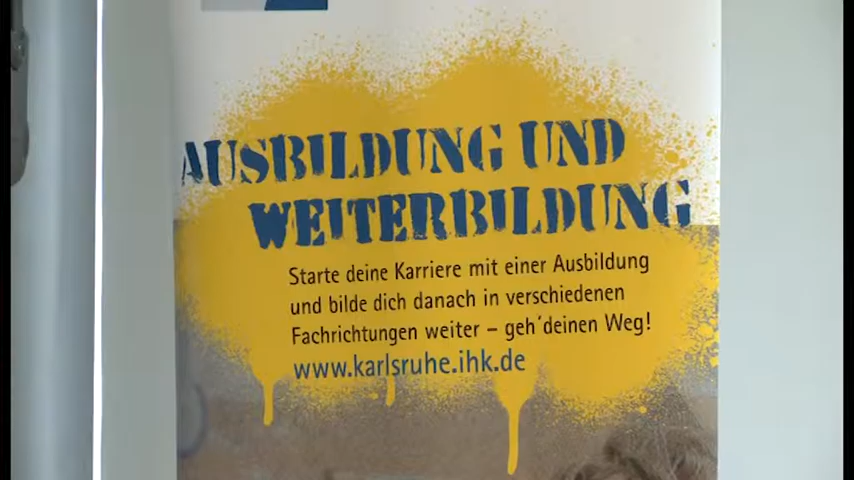 AUSBILDUNG UND
WEITERBILDUNG
Starte deine Karriere mit einer Ausbildung
und bilde dich danach in verschiedenen
Fachrichtungen weiter – geh´deinen Weg!
www.karlsruhe.ihk.de